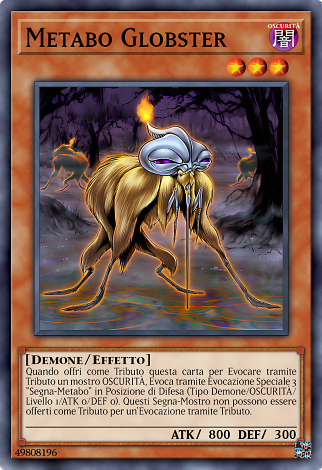 METABO GLOBSTER
OSCURITÀ
闇
[DEMONE/EFFETTO]
Quando offri come Tributo questa carta per Evocare tramite
Tributo un mostro OSCURITÀ, Evoca tramite Evocazione Speciale 3
"Segna-Metabo" in Posizione di Difesa (Tipo Demone/OSCURITÀ/
Livello 1/ATK 0/DEF 0). Questi Segna-Mostro non possono essere
offerti come Tributo per un'Evocazione tramite Tributo.
ATK/ 800 DEF/ 300
49808196